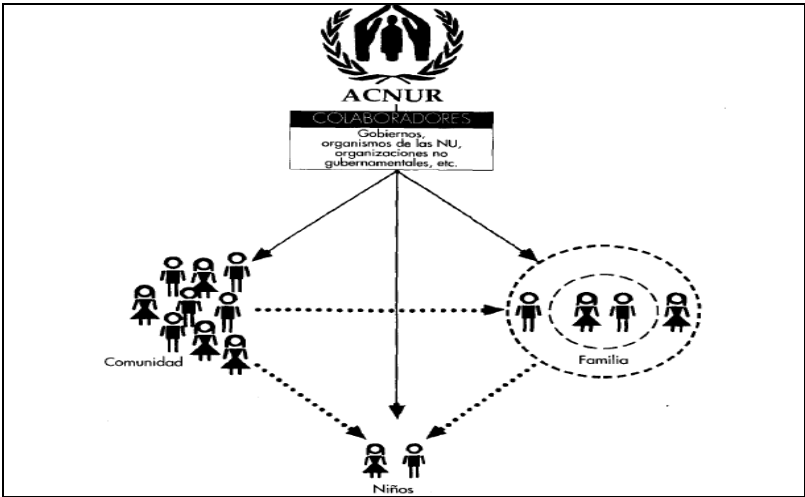 ACNUR
COLABORADORES
Gobiernos,
organismos de las NU,
organizaciones no
gubernamentales, etc.
Comunidad
Familia
Niños